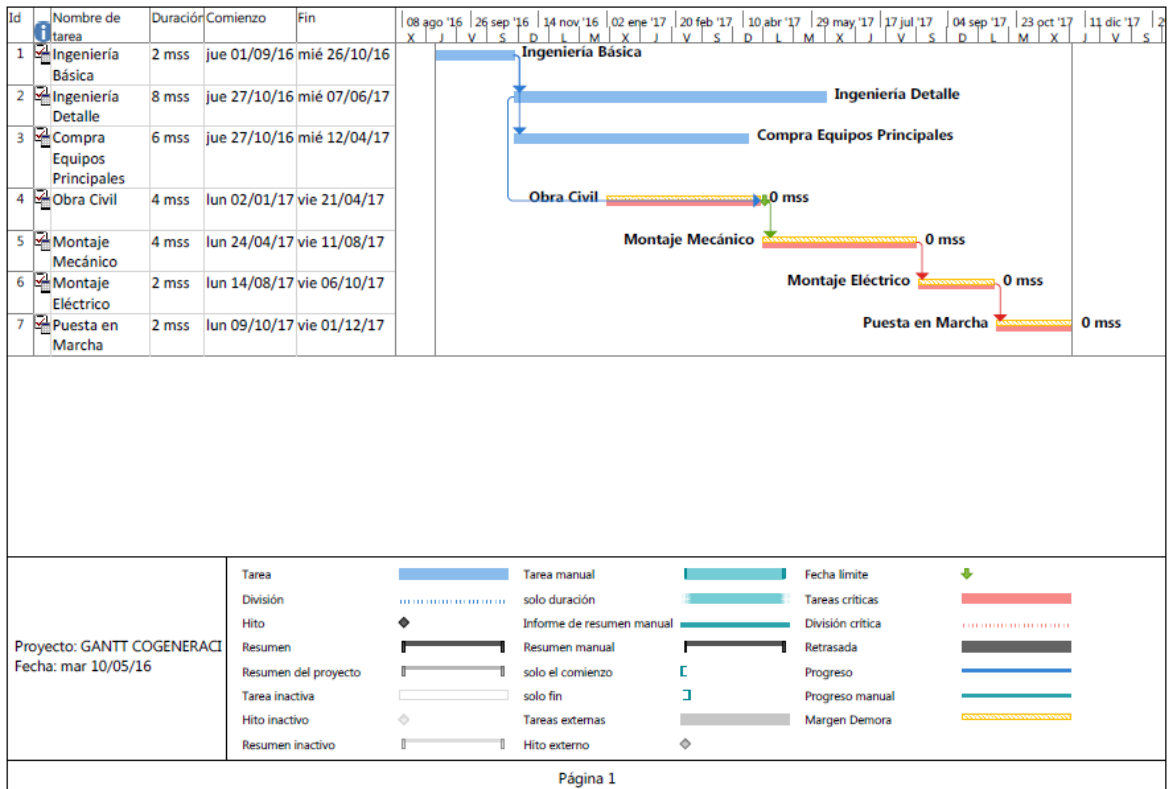 Id Nombre de tarea Duración Comienzo Fin 08 ago '16 26 sep '16 14 nov '16 02 ene '17 20 feb '17 10 abr '17 29 may '17 17 jul '17 04 sep '17 23 oct '17 11 dic '17 2
X J V S D L M X J V S D L M X J V S D L M X J V S
1 Ingeniería Básica 2 mss jue 01/09/16 mié 26/10/16
Ingeniería Básica
2 Ingeniería Detalle 8 mss jue 27/10/16 mié 07/06/17
Ingeniería Detalle
3 Compra Equipos Principales 6 mss jue 27/10/16 mié 12/04/17
Compra Equipos Principales
4 Obra Civil 4 mss lun 02/01/17 vie 21/04/17
Obra Civil 0 mss
5 Montaje Mecánico 4 mss lun 24/04/17 vie 11/08/17
Montaje Mecánico 0 mss
6 Montaje Eléctrico 2 mss lun 14/08/17 vie 06/10/17
Montaje Eléctrico 0 mss
7 Puesta en Marcha 2 mss lun 09/10/17 vie 01/12/17
Puesta en Marcha 0 mss
Proyecto: GANTT COGENERACI
Fecha: mar 10/05/16
Tarea
División
Hito
Resumen
Resumen del proyecto
Tarea inactiva
Hito inactivo
Resumen inactivo
Tarea manual
solo duración
Informe de resumen manual
Resumen manual
solo el comienzo
solo fin
Tareas externas
Hito externo
Fecha límite
Tareas críticas
División crítica
Retrasada
Progreso
Progreso manual
Margen Demora
Página 1